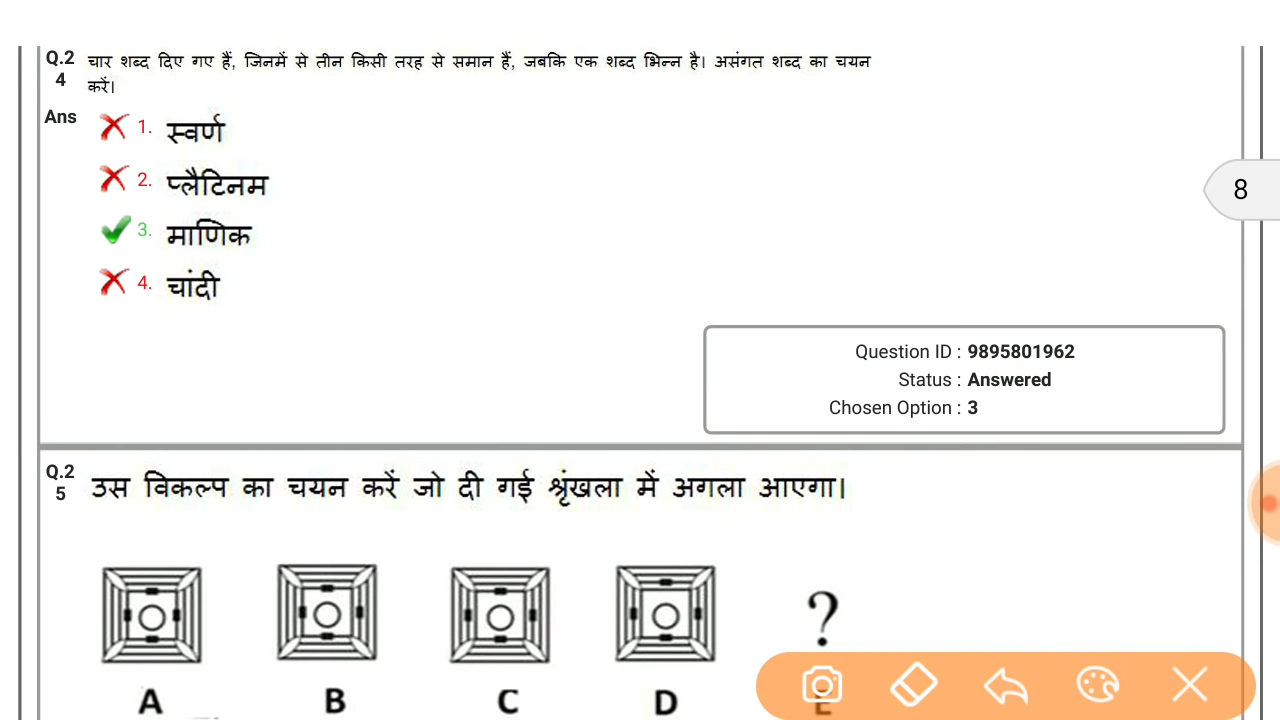 Q.2 चार शब्द दिए गए हैं, जिनमें से तीन किसी तरह से समान हैं, जबकि एक शब्द भिन्न है। असंगत शब्द का चयन
4 करें।
Ans 1. स्वर्ण
2. प्लैटिनम
3. माणिक
4. चांदी
8
Question ID : 9895801962
Status : Answered
Chosen Option : 3
Q.2
5 उस विकल्प का चयन करें जो दी गई श्रृंखला में अगला आएगा।
?
A B C D E